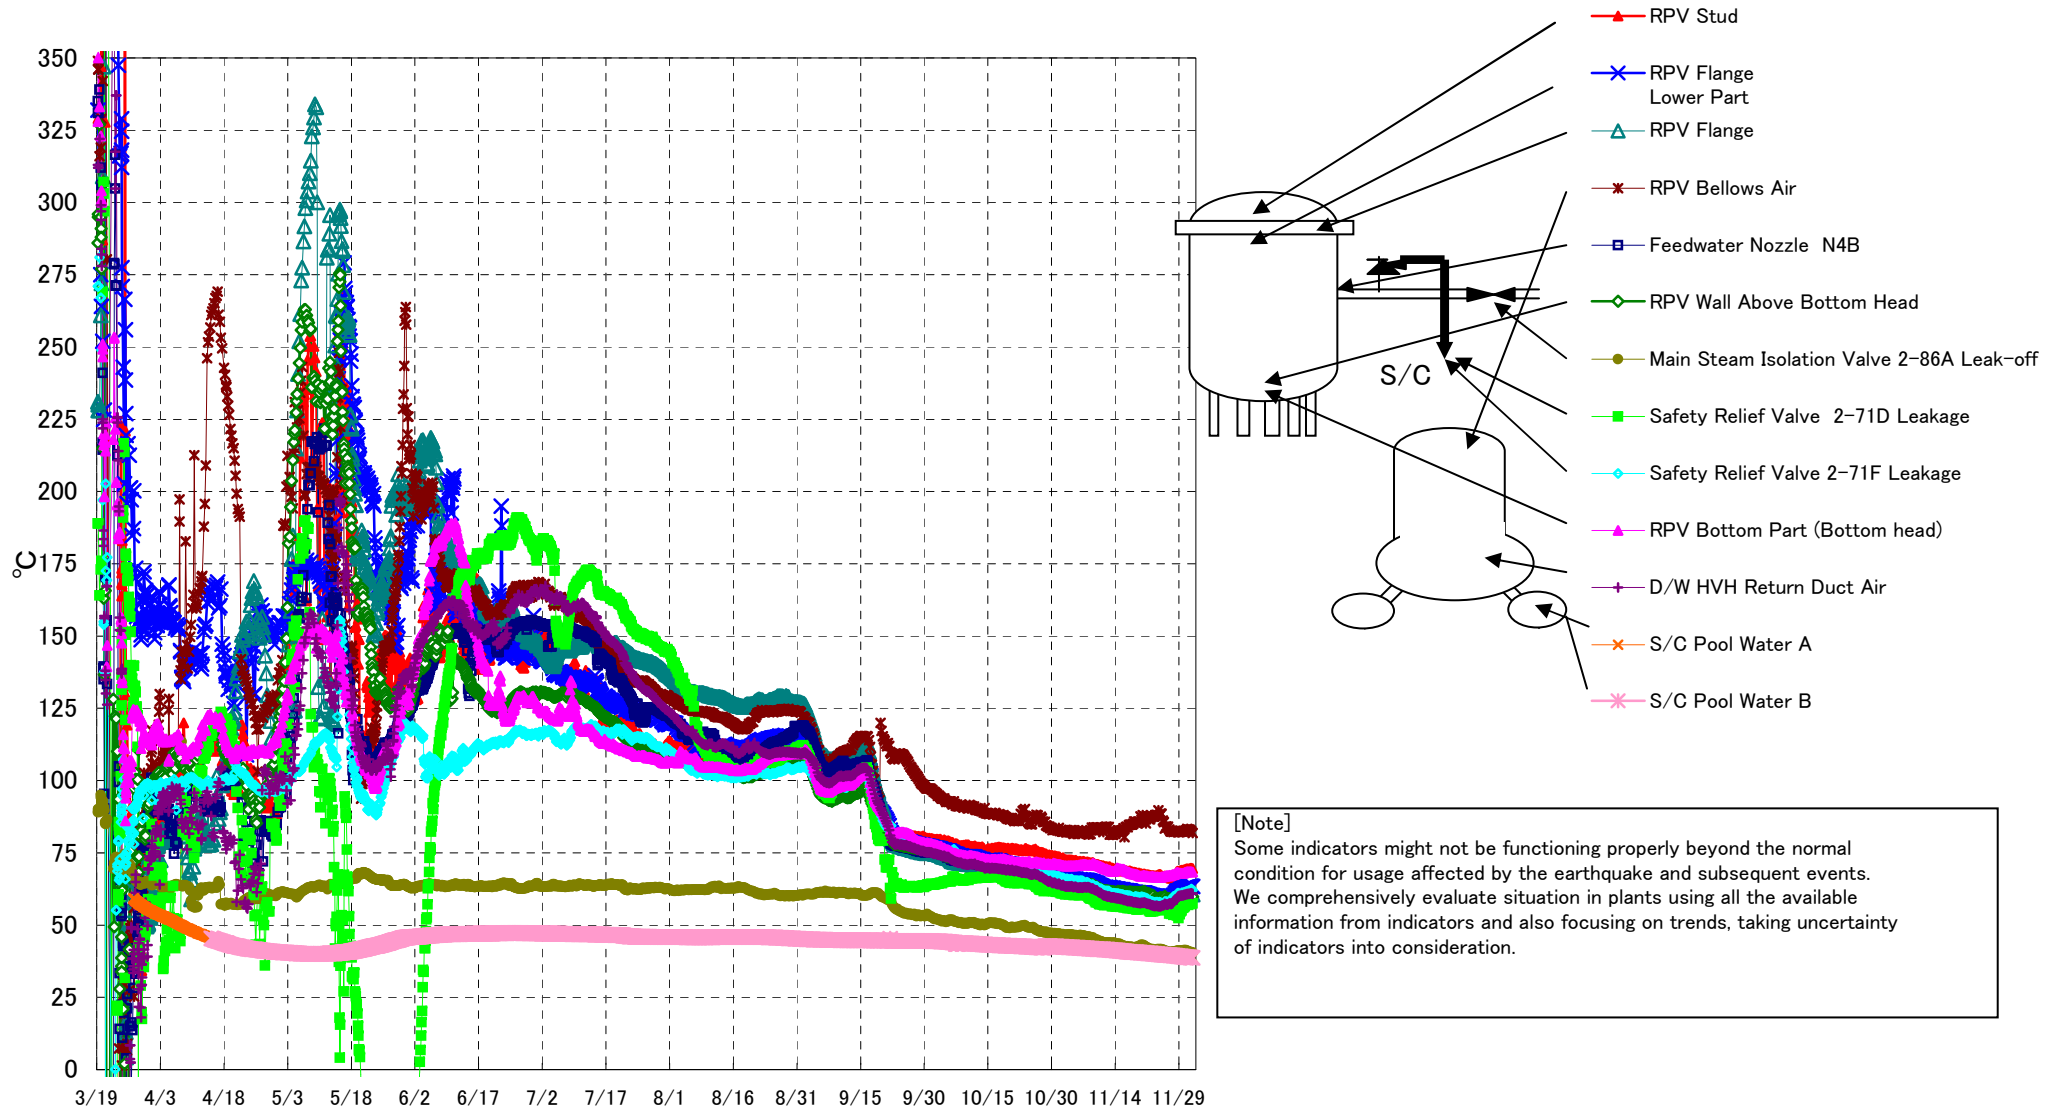 350
325
300
275
250
225
200
175
150
125
100
75
50
25
0
℃
3/19 4/3 4/18 5/3 5/18 6/2 6/17 7/2 7/17 8/1 8/16 8/31 9/15 9/30 10/15 10/30 11/14 11/29
RPV Stud
RPV Flange
Lower Part
RPV Flange
RPV Bellows Air
Feedwater Nozzle N4B
RPV Wall Above Bottom Head
Main Steam Isolation Valve 2-86A Leak-off
Safety Relief Valve 2-71D Leakage
Safety Relief Valve 2-71F Leakage
RPV Bottom Part (Bottom head)
D/W HVH Return Duct Air
S/C Pool Water A
S/C Pool Water B
S/C
[Note]
Some indicators might not be functioning properly beyond the normal
condition for usage affected by the earthquake and subsequent events.
We comprehensively evaluate situation in plants using all the available
information from indicators and also focusing on trends, taking uncertainty
of indicators into consideration.